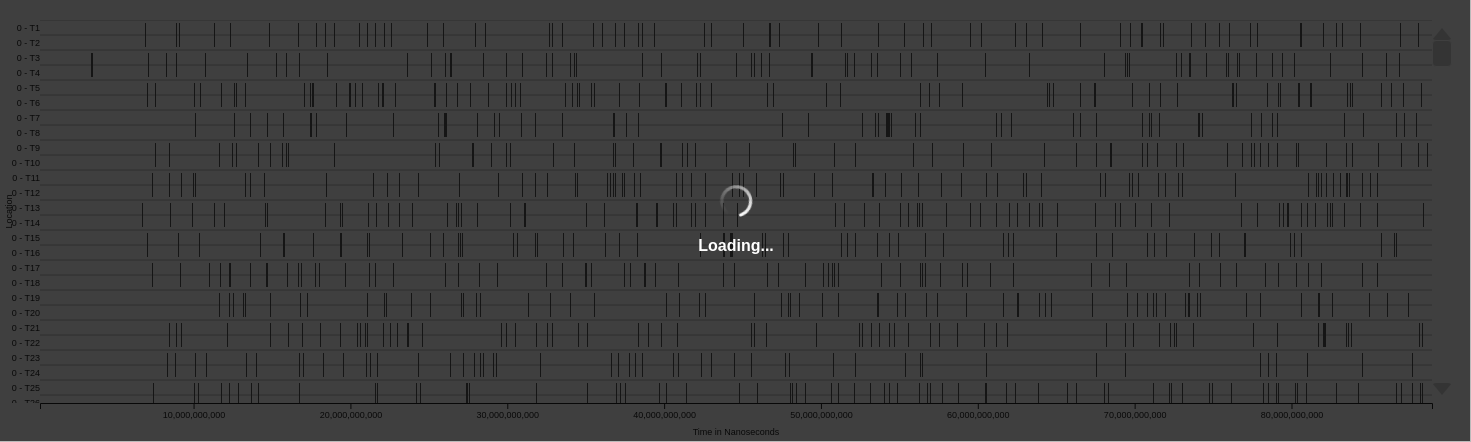 0 - T1
0 - T2
0 - T3
0 - T4
0 - T5
0 - T6
0 - T7
0 - T8
0 - T9
0 - T10
0 - T11
0 - T12
0 - T13
0 - T14
0 - T15
0 - T16
0 - T17
0 - T18
0 - T19
0 - T20
0 - T21
0 - T22
0 - T23
0 - T24
0 - T25
0 - T26
Location
Loading...
10,000,000,000 20,000,000,000 30,000,000,000 40,000,000,000 50,000,000,000 60,000,000,000 70,000,000,000 80,000,000,000
Time in Nanoseconds